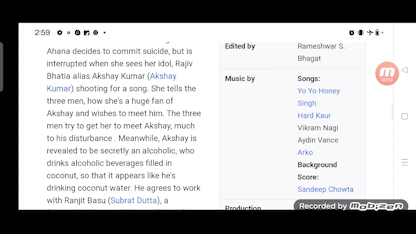 2:59
Ahana decides to commit suicide, but is
interrupted when she sees her idol, Rajiv
Bhatia alias Akshay Kumar (Akshay
Kumar) shooting for a song. She tells the
three men, how she's a huge fan of
Akshay and wishes to meet him. The three
men try to get her to meet Akshay, much
to his disturbance . Meanwhile, Akshay is
revealed to be secretly an alcoholic, who
drinks alcoholic beverages filled in
coconut, so that it appears like he's
drinking coconut water. He agrees to work
with Ranjit Basu (Subrat Dutta), a
Edited by
Rameshwar S.
Bhagat
Music by
Songs:
Yo Yo Honey
Singh
Hard Kaur
Vikram Nagi
Aydin Vance
Arko
Background
Score:
Sandeep Chowta
Production
Recorded by
MOBIZEN